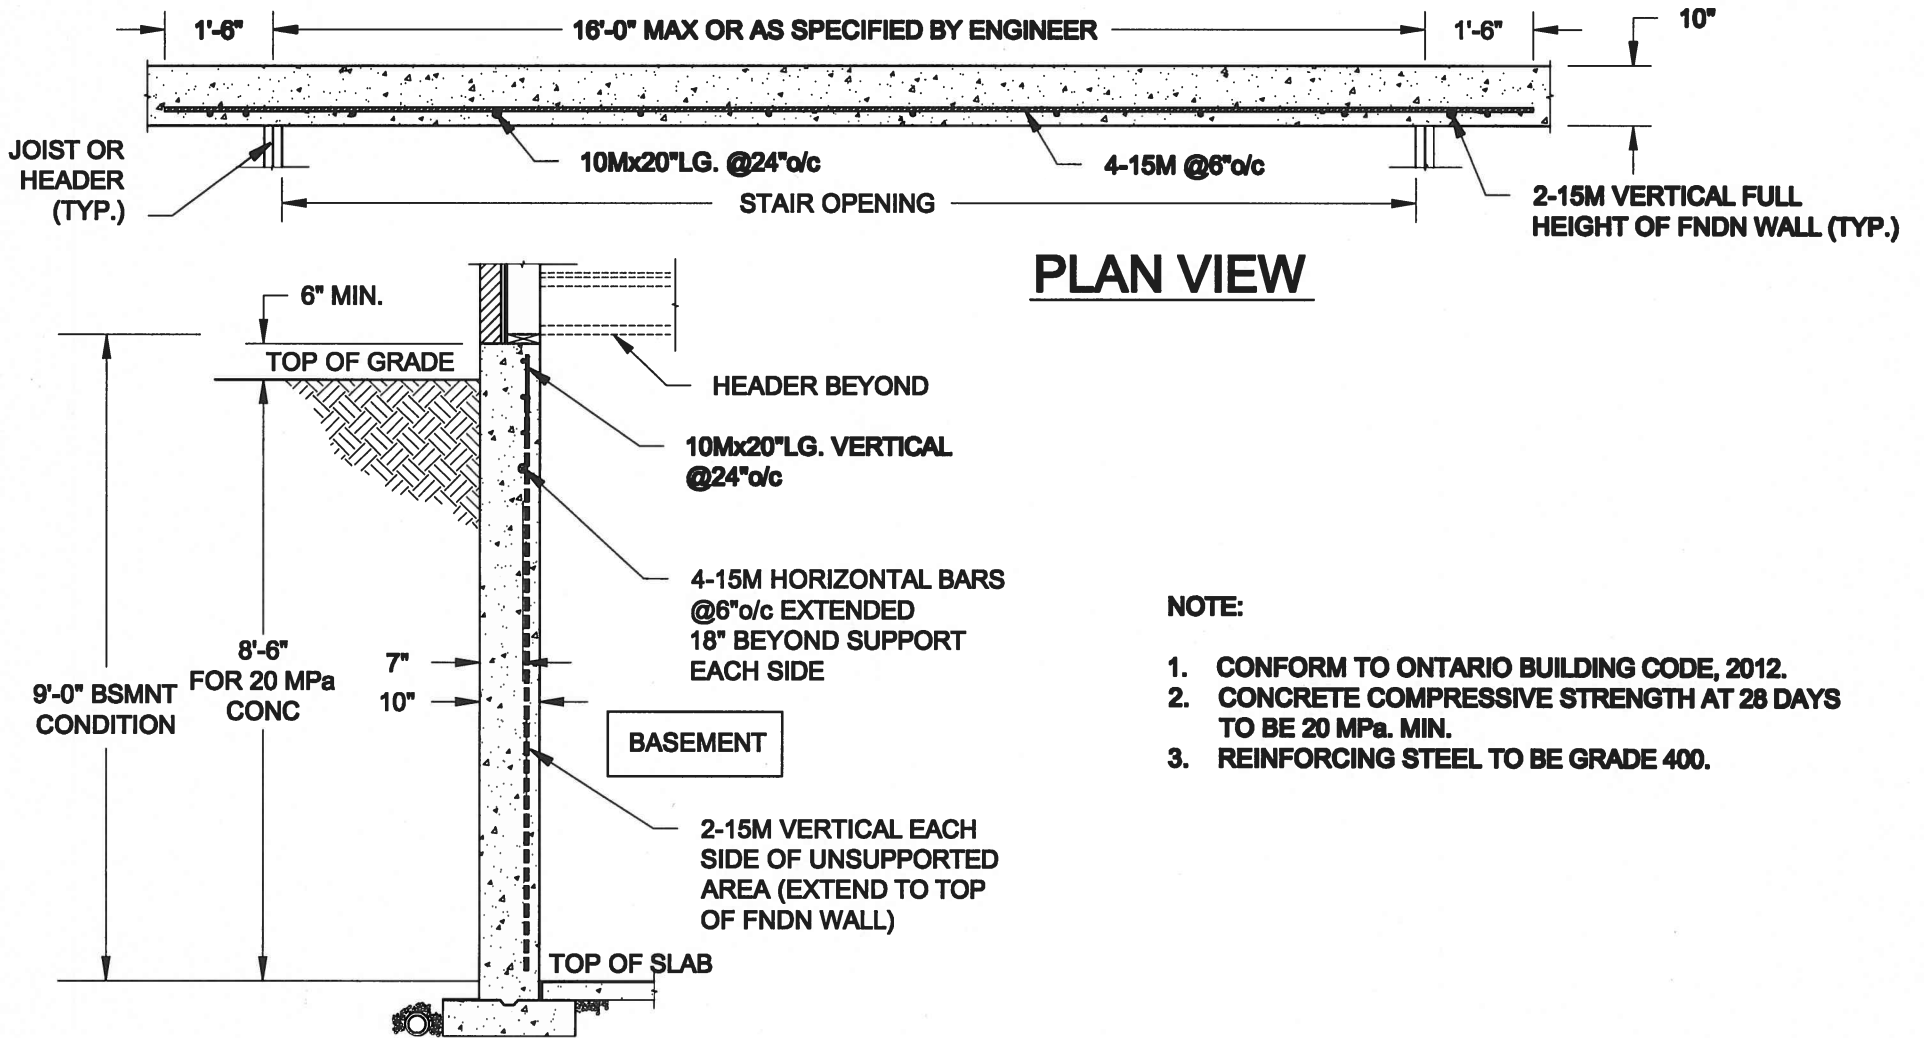 1'-6"
16'-0" MAX OR AS SPECIFIED BY ENGINEER
1'-6"
10"
JOIST OR
HEADER
(TYP.)
10Mx20"LG. @24"o/c
4-15M @6"o/c
STAIR OPENING
2-15M VERTICAL FULL
HEIGHT OF FNDN WALL (TYP.)
PLAN VIEW
6" MIN.
TOP OF GRADE
HEADER BEYOND
10Mx20"LG. VERTICAL
@24"o/c
4-15M HORIZONTAL BARS
@6"o/c EXTENDED
18" BEYOND SUPPORT
EACH SIDE
8'-6"
FOR 20 MPa
CONC
9'-0" BSMNT
CONDITION
7"
10"
BASEMENT
2-15M VERTICAL EACH
SIDE OF UNSUPPORTED
AREA (EXTEND TO TOP
OF FNDN WALL)
TOP OF SLAB
NOTE:
1. CONFORM TO ONTARIO BUILDING CODE, 2012.
2. CONCRETE COMPRESSIVE STRENGTH AT 28 DAYS
TO BE 20 MPa. MIN.
3. REINFORCING STEEL TO BE GRADE 400.